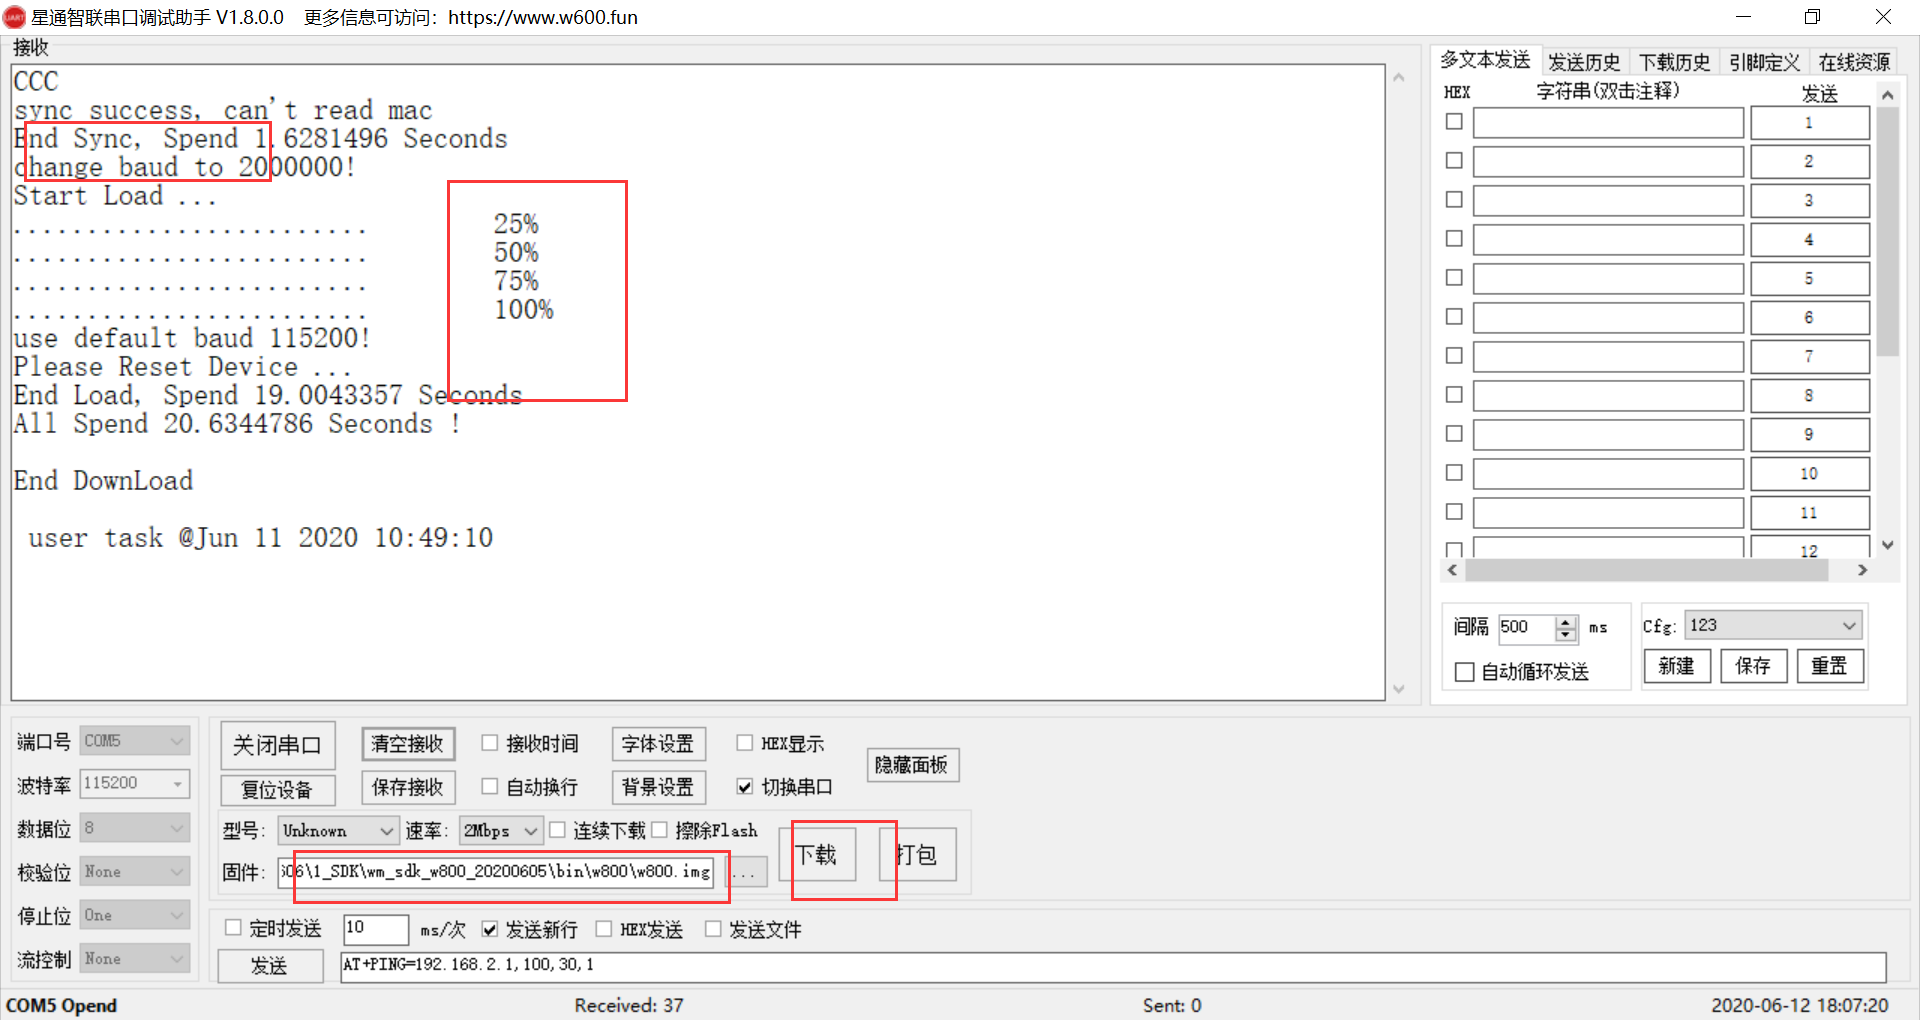 UART 星通智联串口调试助手 V1.8.0.0 更多信息可访问：https://www.w600.fun
接收
CCC
sync success, can't read mac
End Sync, Spend 1.6281496 Seconds
change baud to 2000000!
Start Load ...
........................ 25%
........................ 50%
........................ 75%
........................ 100%
use default baud 115200!
Please Reset Device ...
End Load, Spend 19.0043357 Seconds
All Spend 20.6344786 Seconds !
End DownLoad
user task @Jun 11 2020 10:49:10
多文本发送 发送历史 下载历史 引脚定义 在线资源
HEX 字符串(双击注释) 发送
1
2
3
4
5
6
7
8
9
10
11
12
间隔 500 ms
自动循环发送
Cfg: 123
新建 保存 重置
端口号 COM5
波特率 115200
数据位 8
校验位 None
停止位 One
流控制 None
关闭串口 清空接收 接收时间 字体设置 HEX显示
复位设备 保存接收 自动换行 背景设置 切换串口
隐藏面板
型号: Unknown 速率: 2Mbps 连续下载 擦除Flash
固件: 06\1_SDK\wm_sdk_w800_20200605\bin\w800\w800.img ...
下载 打包
定时发送 10 ms/次 发送新行 HEX发送 发送文件
发送 AT+PING=192.168.2.1,100,30,1
COM5 Opend Received: 37 Sent: 0 2020-06-12 18:07:20